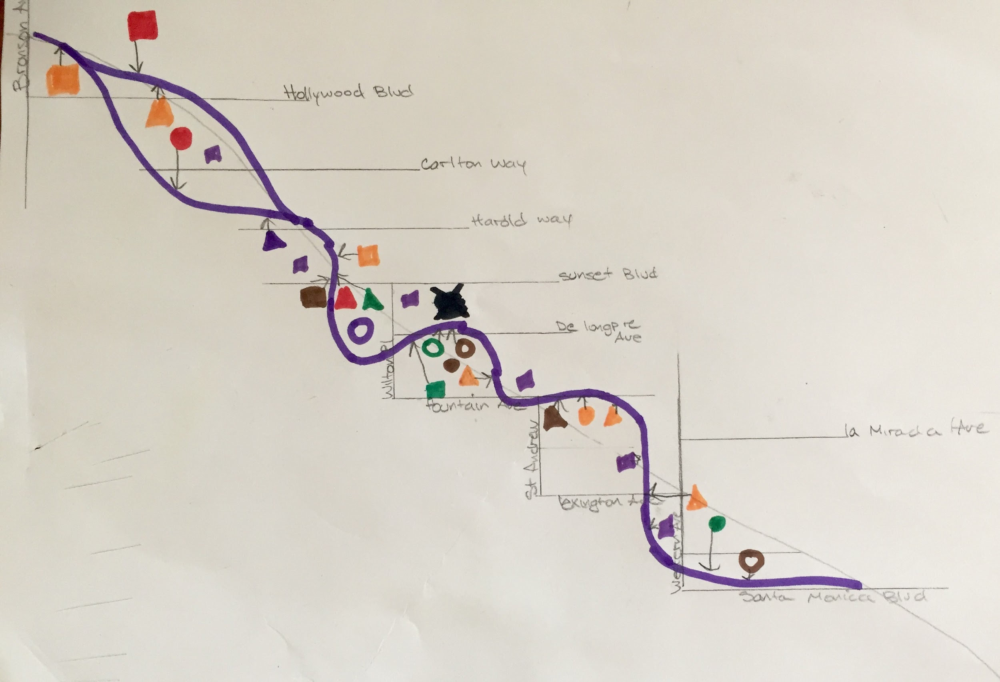 Bronson A
Hollywood Blvd
Carlton Way
Harold way
sunset Blvd
De longpre
Ave
Wilton Pl
fountain Ave
St Andrew
la Mirada Ave
lexington Ave
Western Ave
Santa Monica Blvd